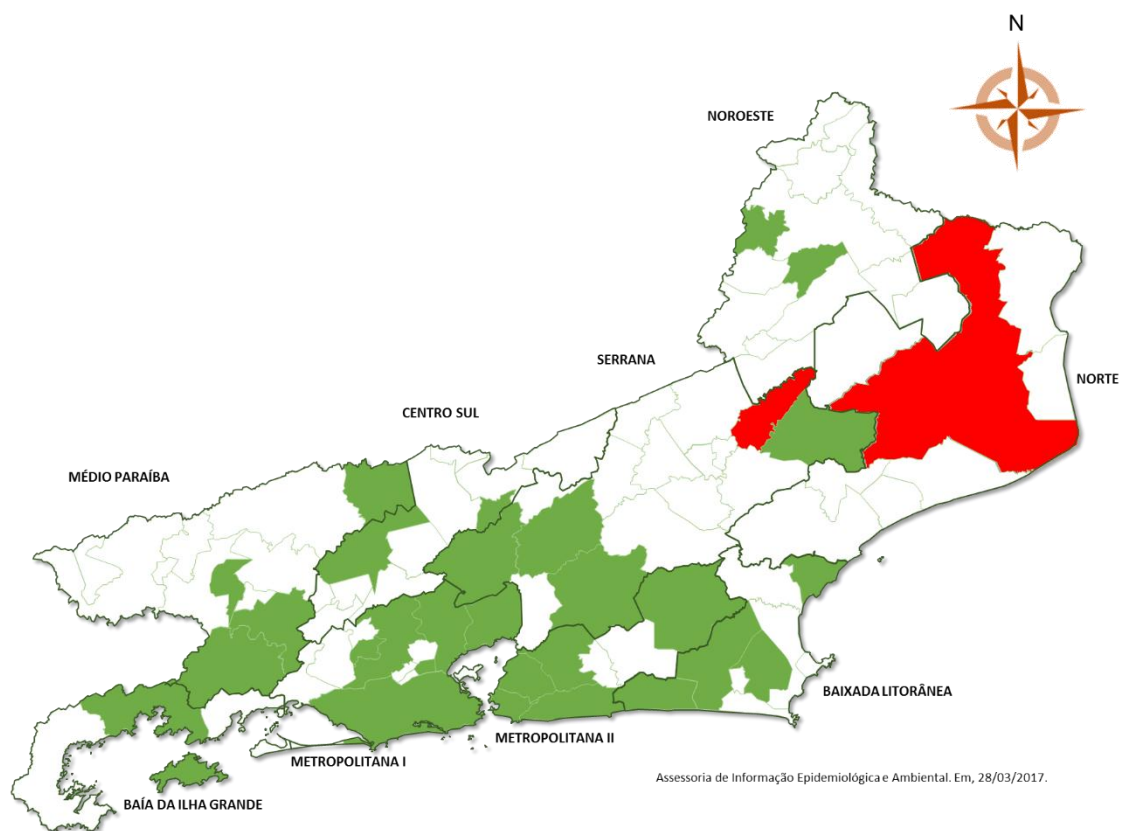 N
NOROESTE
SERRANA
NORTE
CENTRO SUL
MÉDIO PARAÍBA
BAIXADA LITORÂNEA
METROPOLITANA II
METROPOLITANA I
BAÍA DA ILHA GRANDE
Assessoria de Informação Epidemiológica e Ambiental. Em, 28/03/2017.